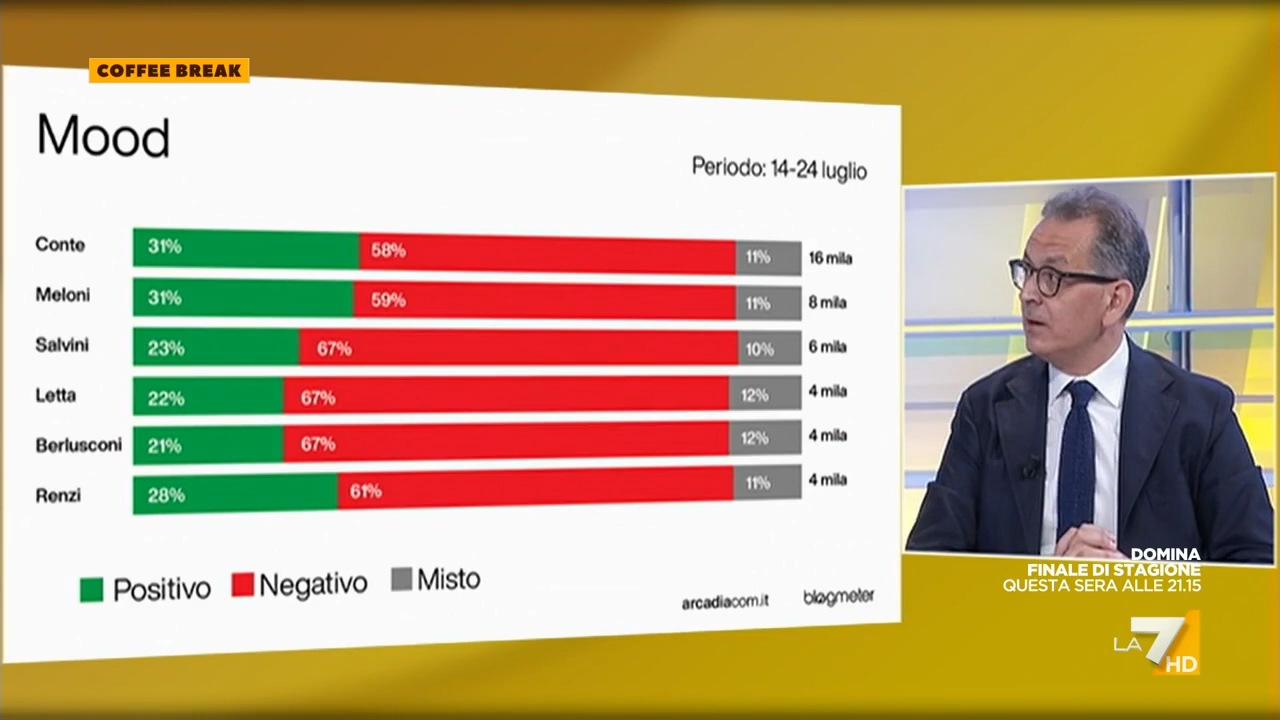 COFFEE BREAK
Mood
Periodo: 14-24 luglio
Conte 31% 58% 11% 16 mila
Meloni 31% 59% 11% 8 mila
Salvini 23% 67% 10% 6 mila
Letta 22% 67% 12% 4 mila
Berlusconi 21% 67% 12% 4 mila
Renzi 28% 61% 11% 4 mila
Positivo Negativo Misto
arcadiacom.it blogmeter
DOMINA
FINALE DI STAGIONE
QUESTA SERA ALLE 21.15
LA 7 HD